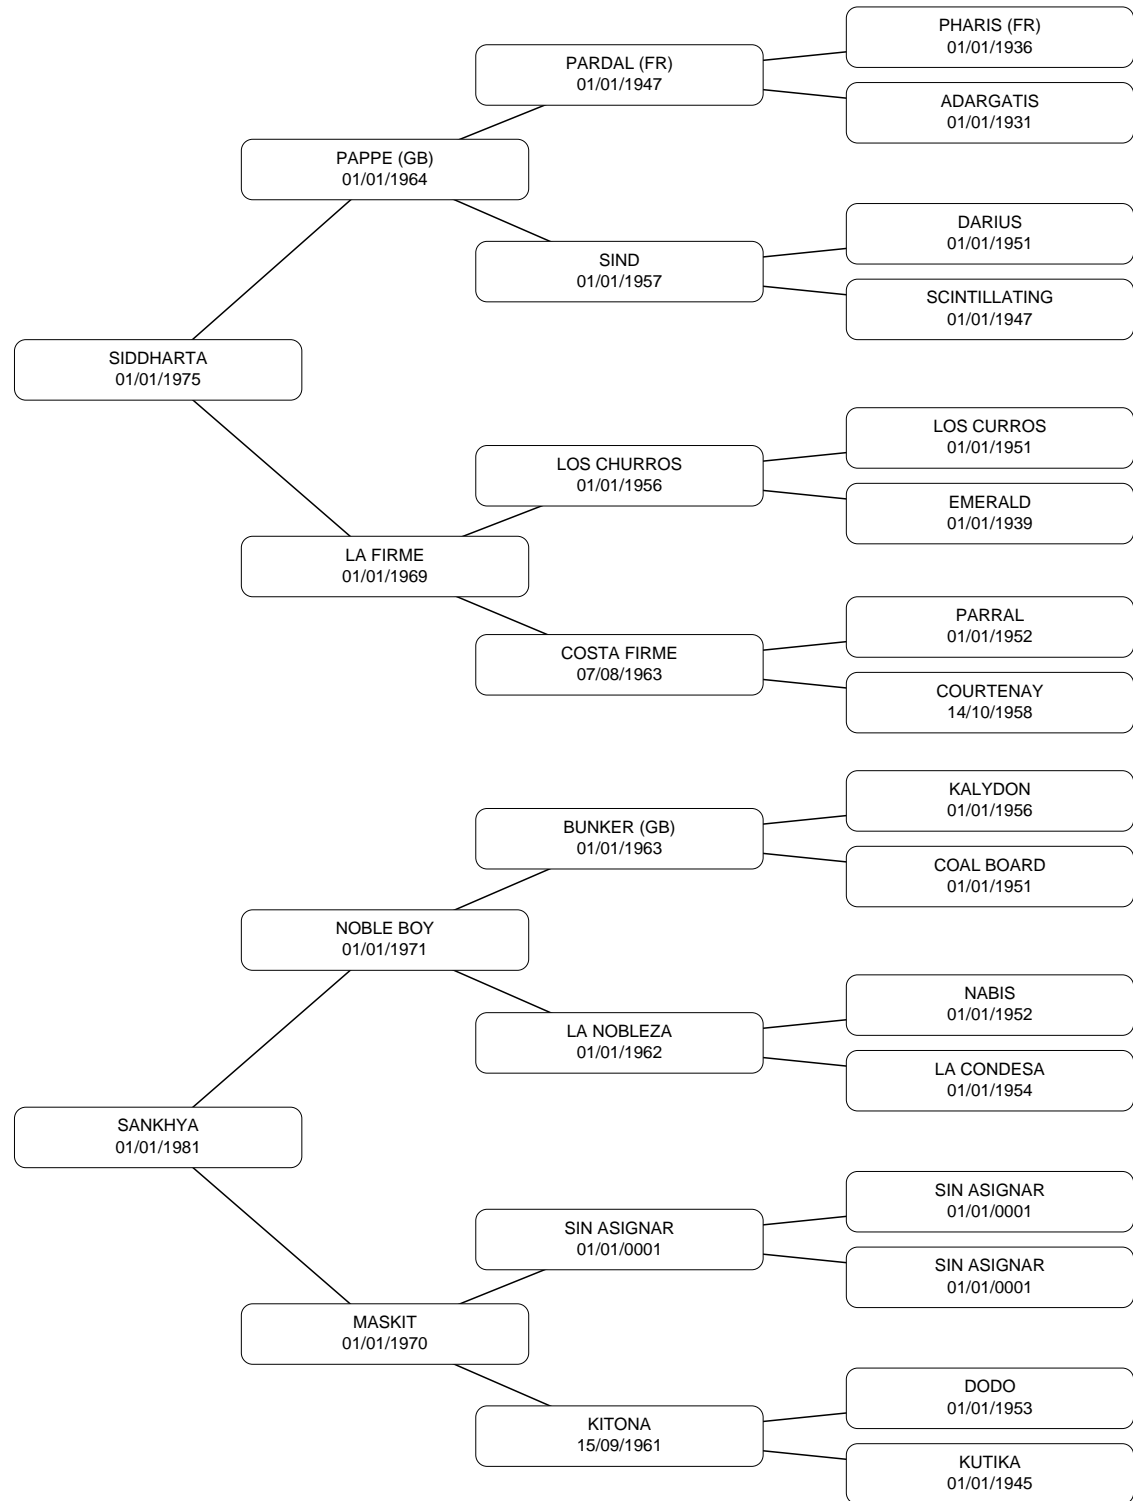 PHARIS (FR)
01/01/1936
PARDAL (FR)
01/01/1947
ADARGATIS
01/01/1931
PAPPE (GB)
01/01/1964
DARIUS
01/01/1951
SIND
01/01/1957
SCINTILLATING
01/01/1947
SIDDHARTA
01/01/1975
LOS CURROS
01/01/1951
LOS CHURROS
01/01/1956
EMERALD
01/01/1939
LA FIRME
01/01/1969
PARRAL
01/01/1952
COSTA FIRME
07/08/1963
COURTENAY
14/10/1958
KALYDON
01/01/1956
BUNKER (GB)
01/01/1963
COAL BOARD
01/01/1951
NOBLE BOY
01/01/1971
NABIS
01/01/1952
LA NOBLEZA
01/01/1962
LA CONDESA
01/01/1954
SANKHYA
01/01/1981
SIN ASIGNAR
01/01/0001
SIN ASIGNAR
01/01/0001
SIN ASIGNAR
01/01/0001
MASKIT
01/01/1970
DODO
01/01/1953
KITONA
15/09/1961
KUTIKA
01/01/1945